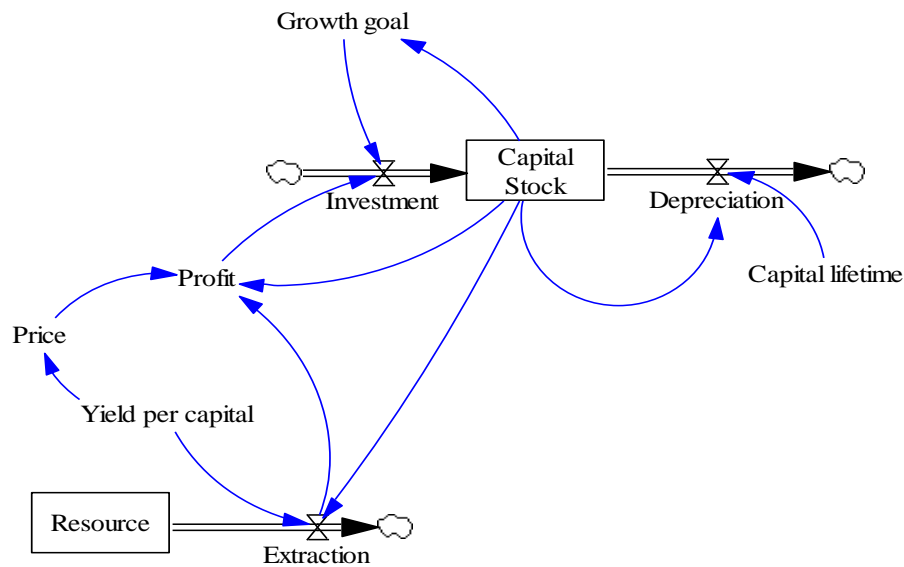 Growth goal
Capital
Stock
Investment
Depreciation
Profit
Capital lifetime
Price
Yield per capital
Resource
Extraction